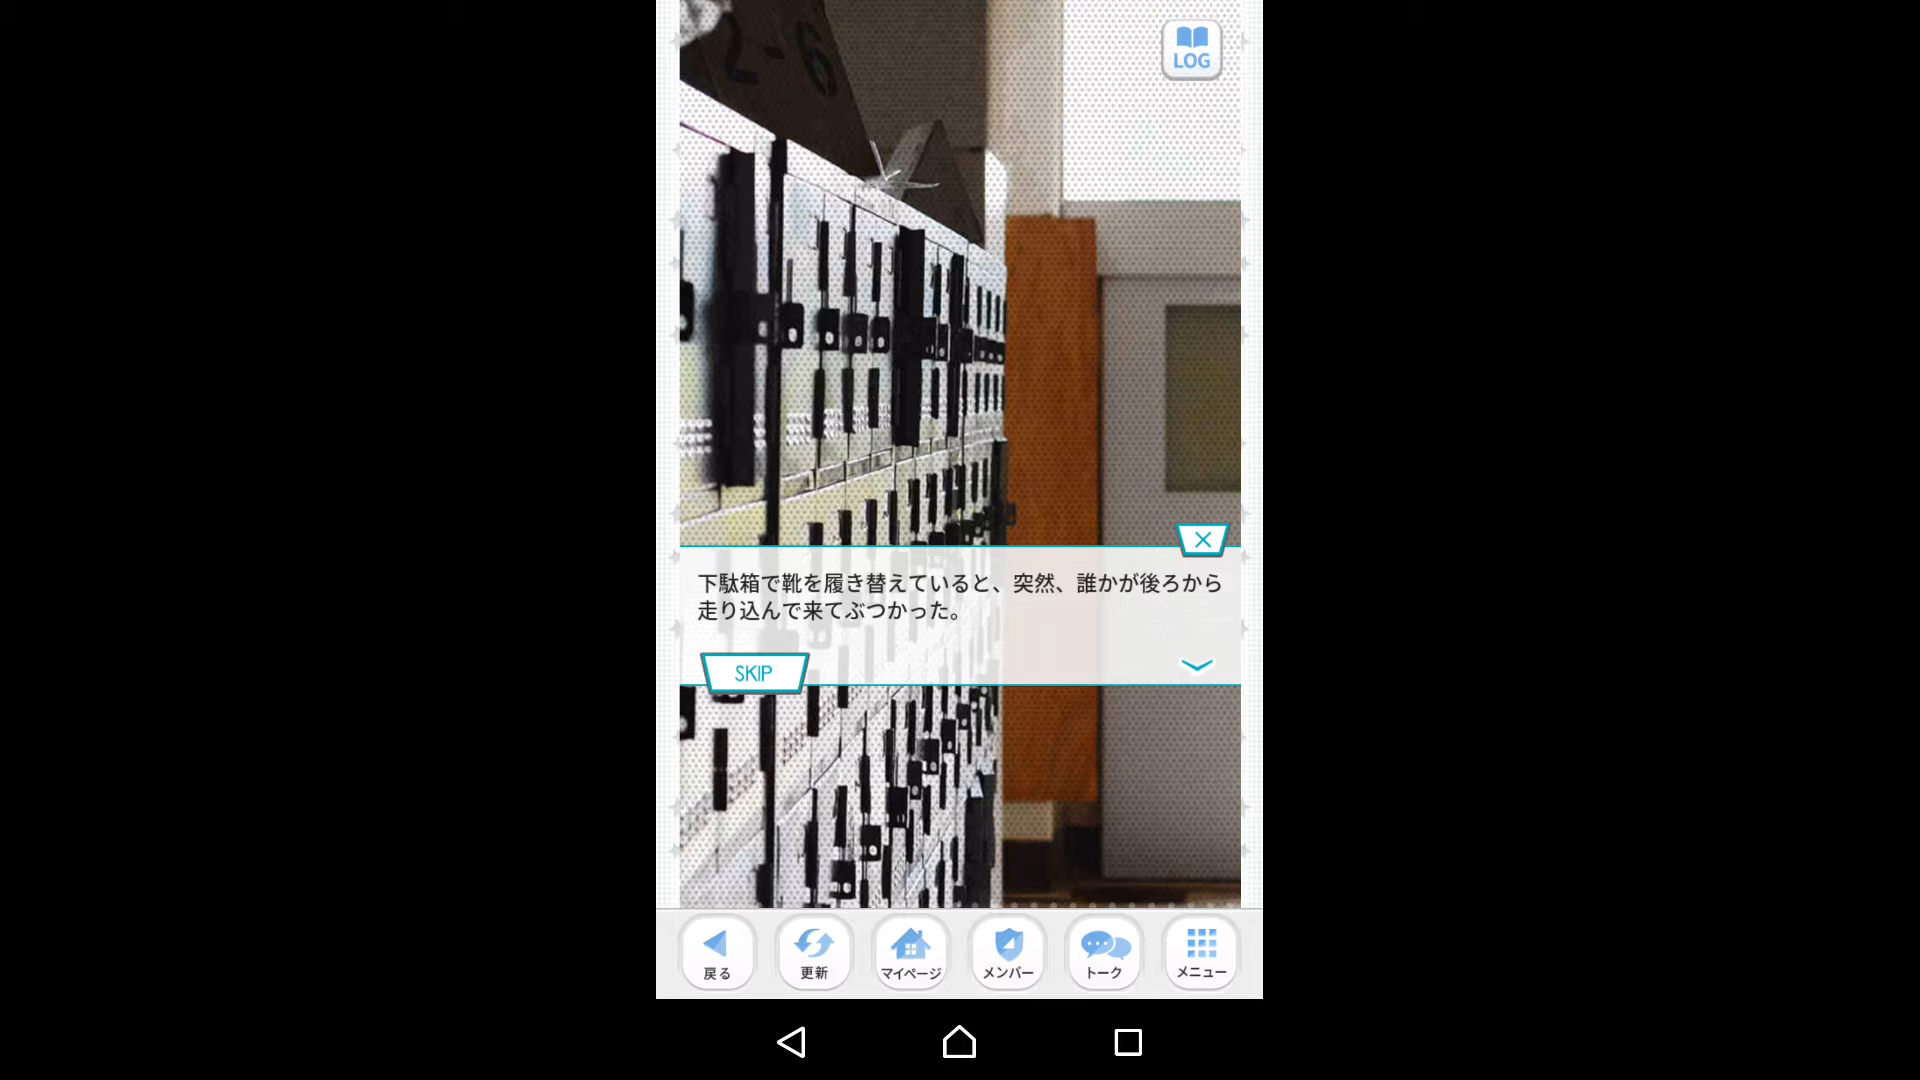 2-6
LOG
下駄箱で靴を履き替えていると、突然、誰かが後ろから
走り込んで来てぶつかった。
SKIP
戻る
更新
マイページ
メンバー
トーク
メニュー